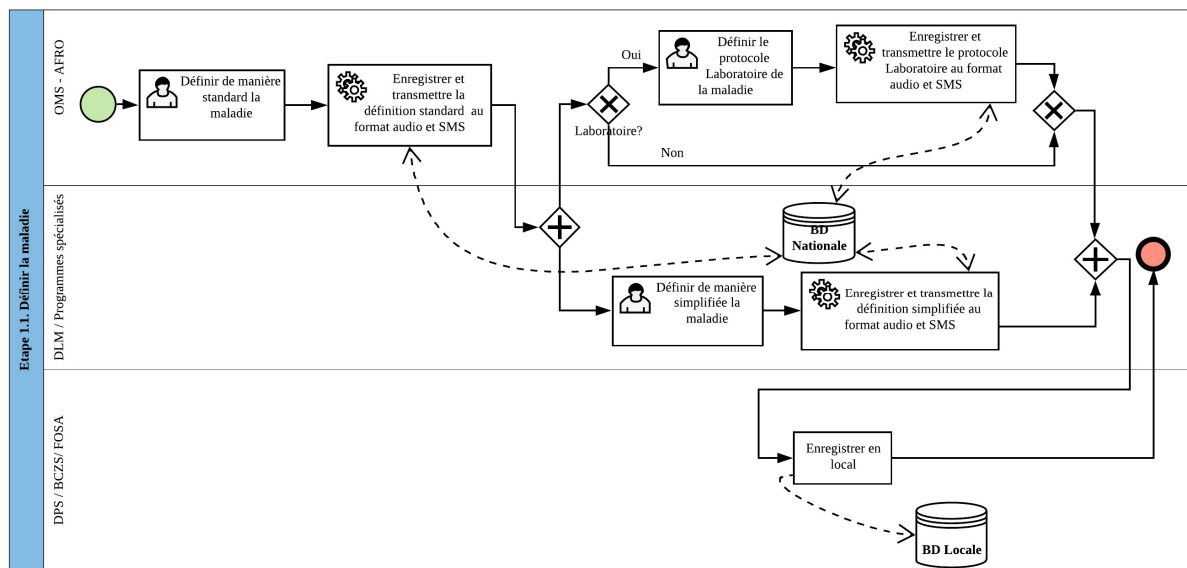 Etape 1.1. Définir la maladie
OMS - AFRO
Définir de manière
standard la
maladie
Enregistrer et
transmettre la
définition standard au
format audio et SMS
Laboratoire?
Oui
Non
Définir le
protocole
Laboratoire de
la maladie
Enregistrer et
transmettre le protocole
Laboratoire au format
audio et SMS
DLM / Programmes spécialisés
BD
Nationale
Définir de manière
simplifiée la
maladie
Enregistrer et transmettre la
définition simplifiée au
format audio et SMS
DPS / BCZS/ FOSA
Enregistrer en
local
BD Locale